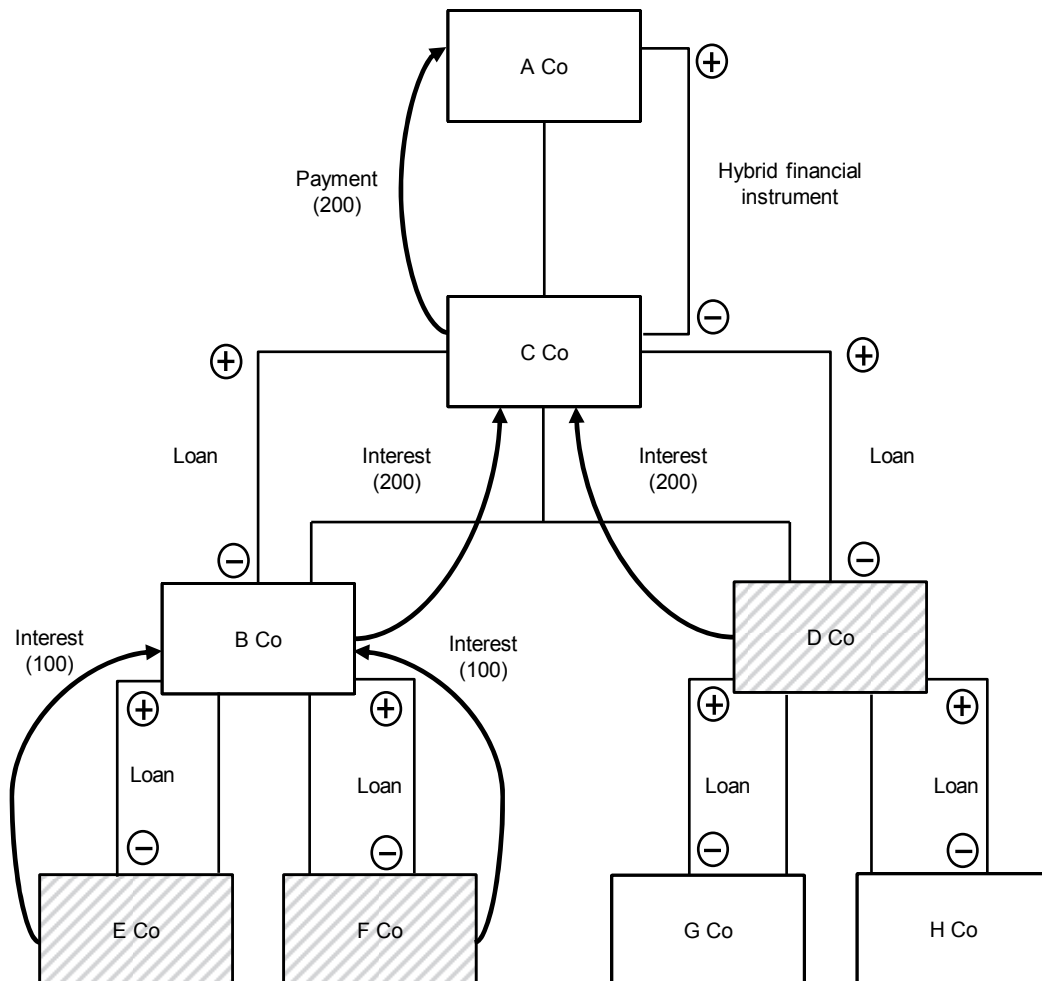 A Co
Payment
(200)
Hybrid financial
instrument
C Co
Loan
Interest
(200)
Interest
(200)
Loan
Interest
(100)
B Co
Interest
(100)
D Co
Loan
Loan
Loan
Loan
E Co
F Co
G Co
H Co